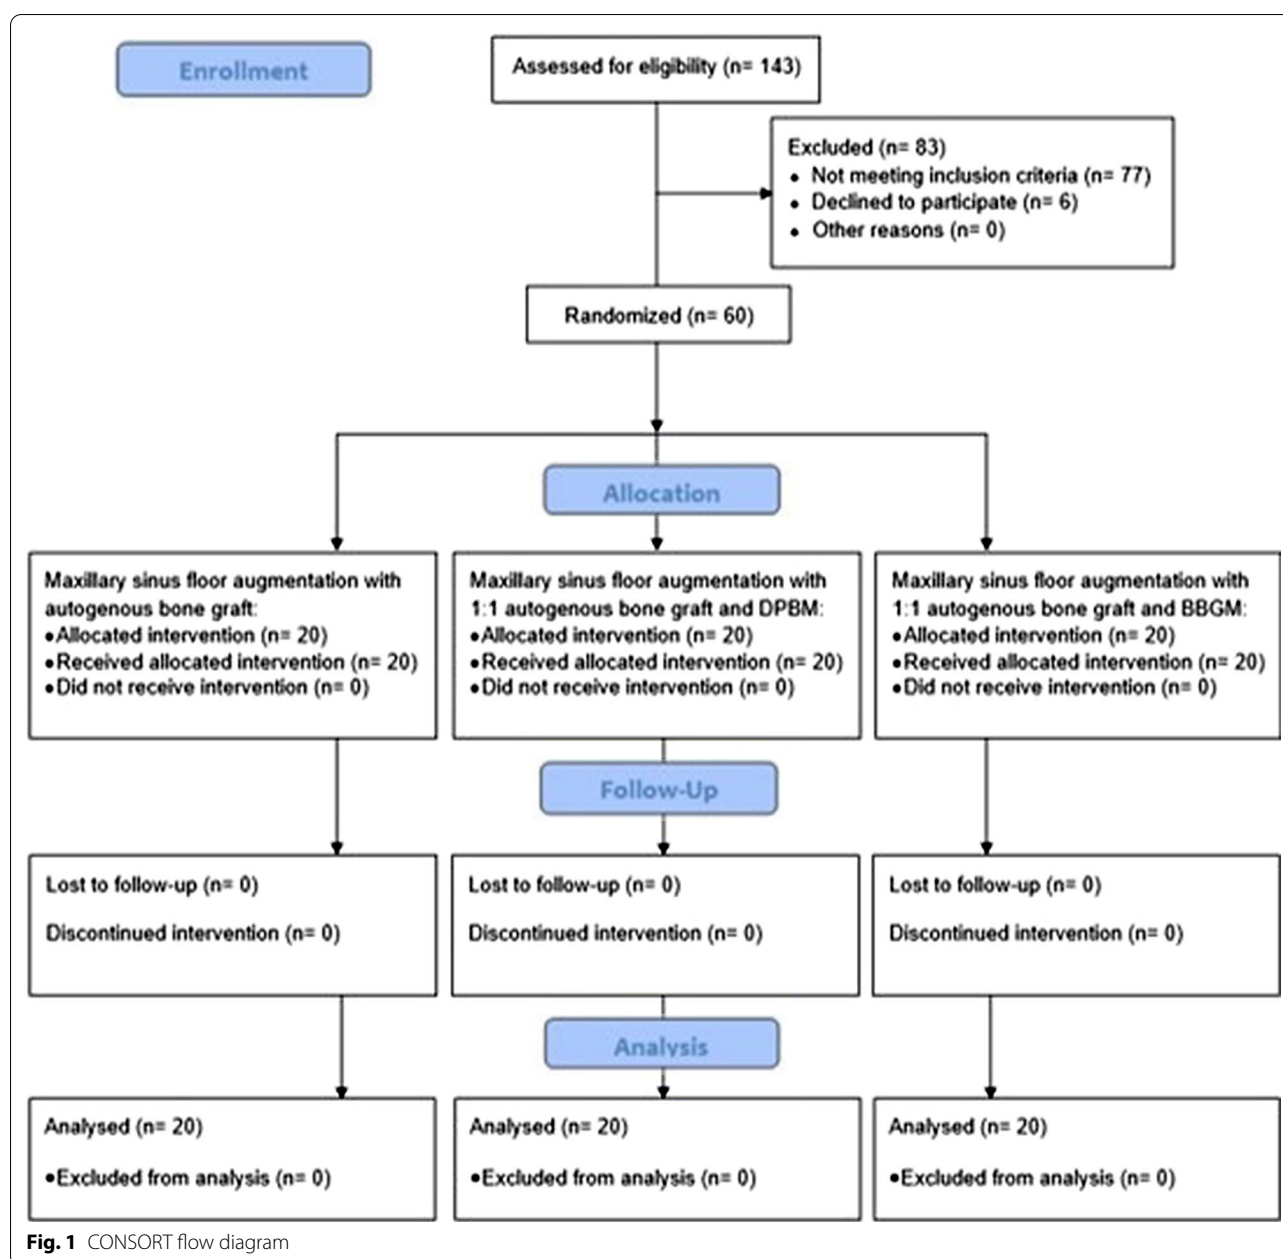 Enrollment
Assessed for eligibility (n= 143)
Excluded (n= 83)
• Not meeting inclusion criteria (n= 77)
• Declined to participate (n= 6)
• Other reasons (n= 0)
Randomized (n= 60)
Allocation
Maxillary sinus floor augmentation with
autogenous bone graft:
•Allocated intervention (n= 20)
•Received allocated intervention (n= 20)
•Did not receive intervention (n= 0)
Maxillary sinus floor augmentation with
1:1 autogenous bone graft and DPBM:
•Allocated intervention (n= 20)
•Received allocated intervention (n= 20)
•Did not receive intervention (n= 0)
Maxillary sinus floor augmentation with
1:1 autogenous bone graft and BBGM:
•Allocated intervention (n= 20)
•Received allocated intervention (n= 20)
•Did not receive intervention (n= 0)
Follow-Up
Lost to follow-up (n= 0)
Discontinued intervention (n= 0)
Lost to follow-up (n= 0)
Discontinued intervention (n= 0)
Lost to follow-up (n= 0)
Discontinued intervention (n= 0)
Analysis
Analysed (n= 20)
•Excluded from analysis (n= 0)
Analysed (n= 20)
•Excluded from analysis (n= 0)
Analysed (n= 20)
•Excluded from analysis (n= 0)
Fig. 1 CONSORT flow diagram